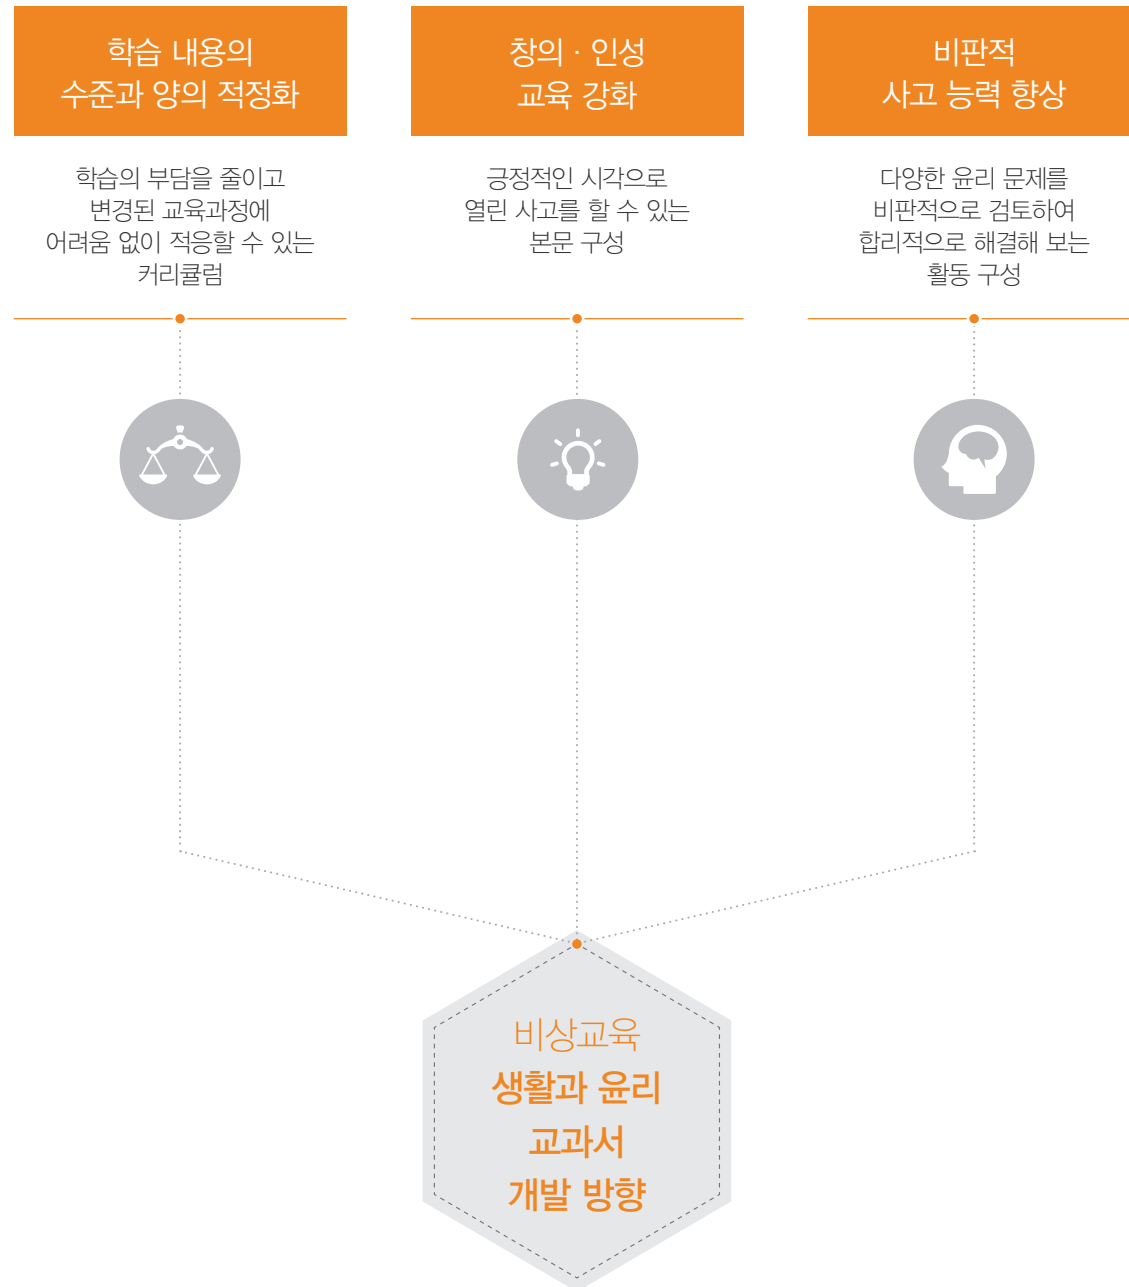 학습 내용의
수준과 양의 적정화
학습의 부담을 줄이고
변경된 교육과정에
어려움 없이 적응할 수 있는
커리큘럼
창의 · 인성
교육 강화
긍정적인 시각으로
열린 사고를 할 수 있는
본문 구성
비판적
사고 능력 향상
다양한 윤리 문제를
비판적으로 검토하여
합리적으로 해결해 보는
활동 구성
비상교육
생활과 윤리
교과서
개발 방향